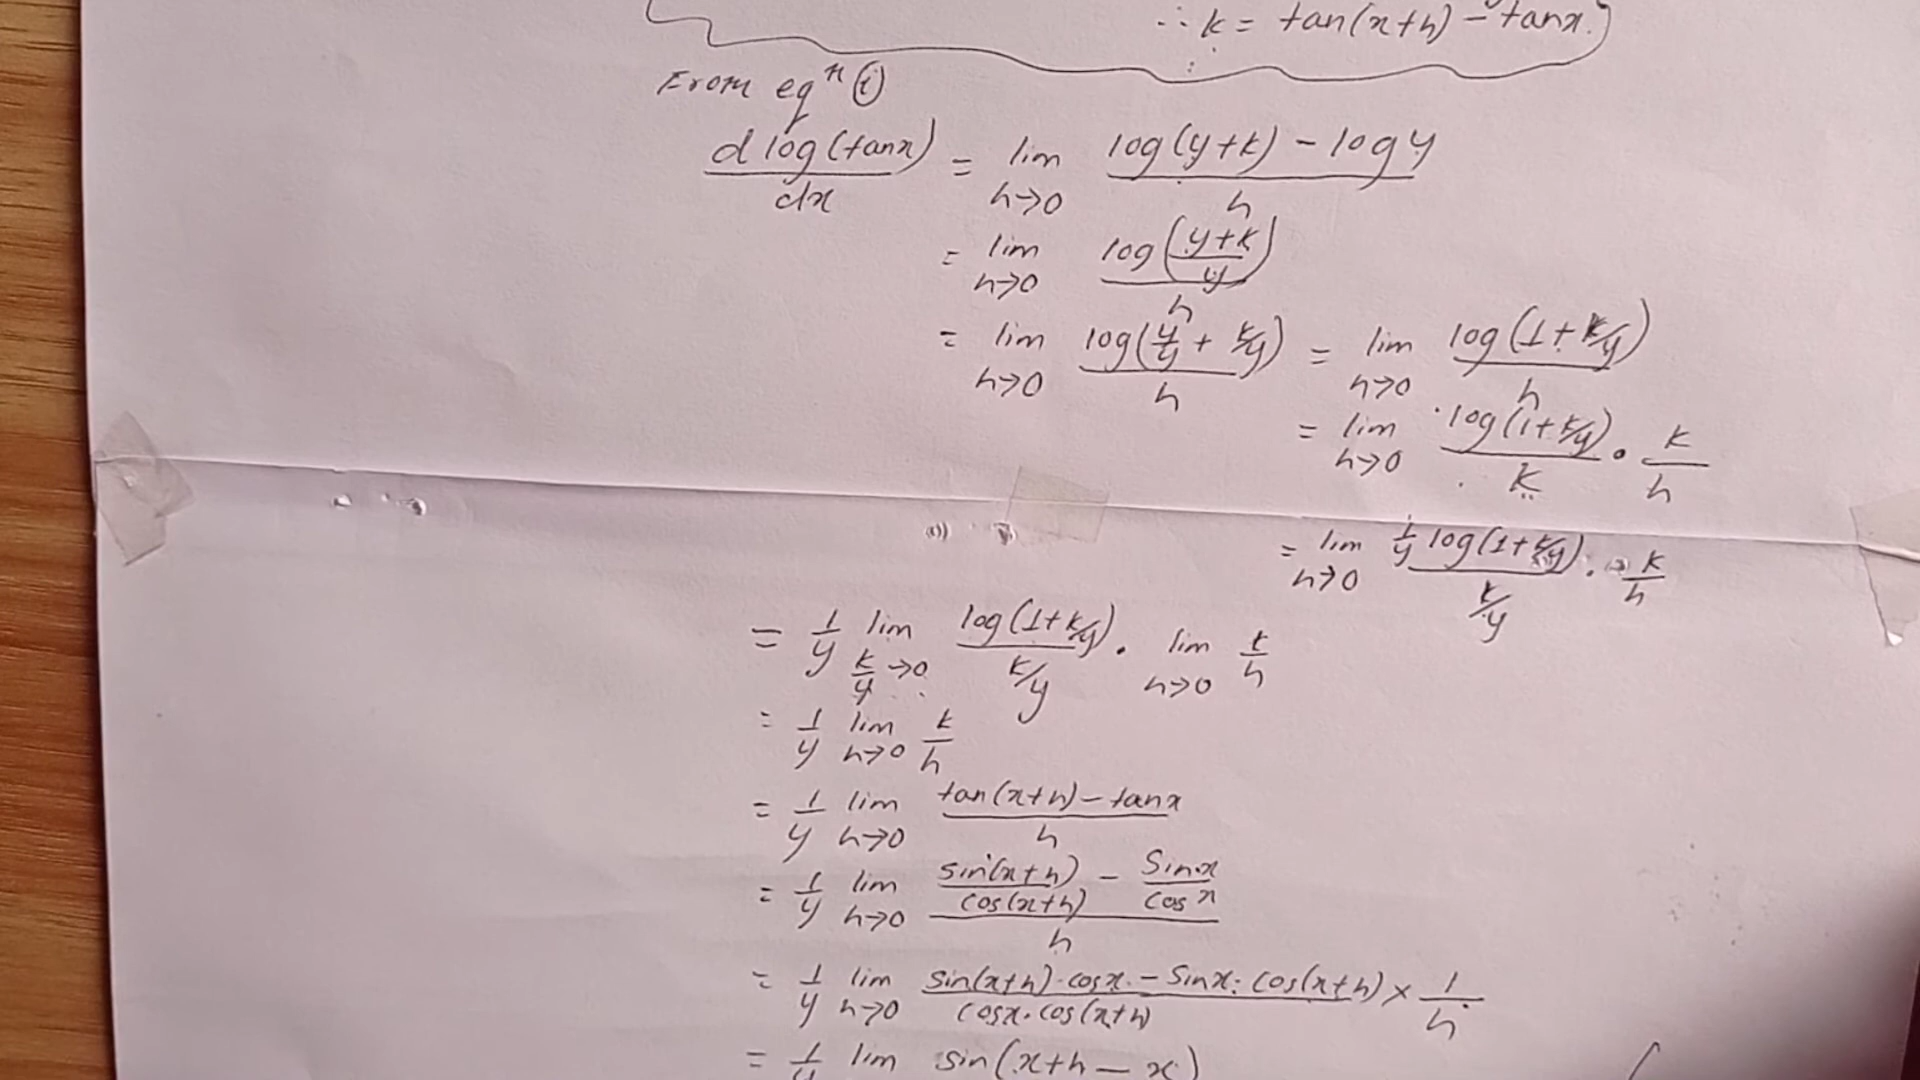 ∴ k = tan(x+h) - tanx.
From eqⁿ (i)
d log(tanx)/dx = lim h→0 (log(y+k) - log y)/h
= lim h→0 log((y+k)/y)/h
= lim h→0 log(y/y + k/y)/h = lim h→0 log(1 + k/y)/h
= lim h→0 log(1+k/y)/k · k/h
= lim h→0 (1/y log(1+k/y))/(k/y) · k/h
= 1/y lim k/y→0 log(1+k/y)/(k/y) · lim h→0 k/h
= 1/y lim h→0 k/h
= 1/y lim h→0 (tan(x+h) - tanx)/h
= 1/y lim h→0 (sin(x+h)/cos(x+h) - Sinx/cosx)/h
= 1/y lim h→0 (sin(x+h)·cosx - Sinx·cos(x+h))/(cosx·cos(x+h)) × 1/h
= 1/y lim sin(x+h-x)